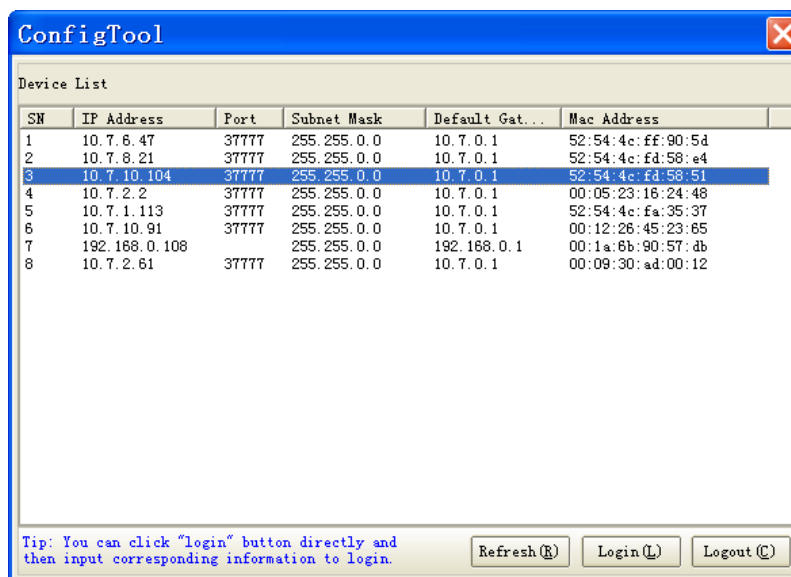 ConfigTool
Device List
SN IP Address Port Subnet Mask Default Gat... Mac Address
1 10.7.6.47 37777 255.255.0.0 10.7.0.1 52:54:4c:ff:90:5d
2 10.7.8.21 37777 255.255.0.0 10.7.0.1 52:54:4c:fd:58:e4
3 10.7.10.104 37777 255.255.0.0 10.7.0.1 52:54:4c:fd:58:51
4 10.7.2.2 37777 255.255.0.0 10.7.0.1 00:05:23:16:24:48
5 10.7.1.113 37777 255.255.0.0 10.7.0.1 52:54:4c:fa:35:37
6 10.7.10.91 37777 255.255.0.0 10.7.0.1 00:12:26:45:23:65
7 192.168.0.108 255.255.0.0 192.168.0.1 00:1a:6b:90:57:db
8 10.7.2.61 37777 255.255.0.0 10.7.0.1 00:09:30:ad:00:12
Tip: You can click "login" button directly and
then input corresponding information to login.
Refresh(R) Login(L) Logout(C)